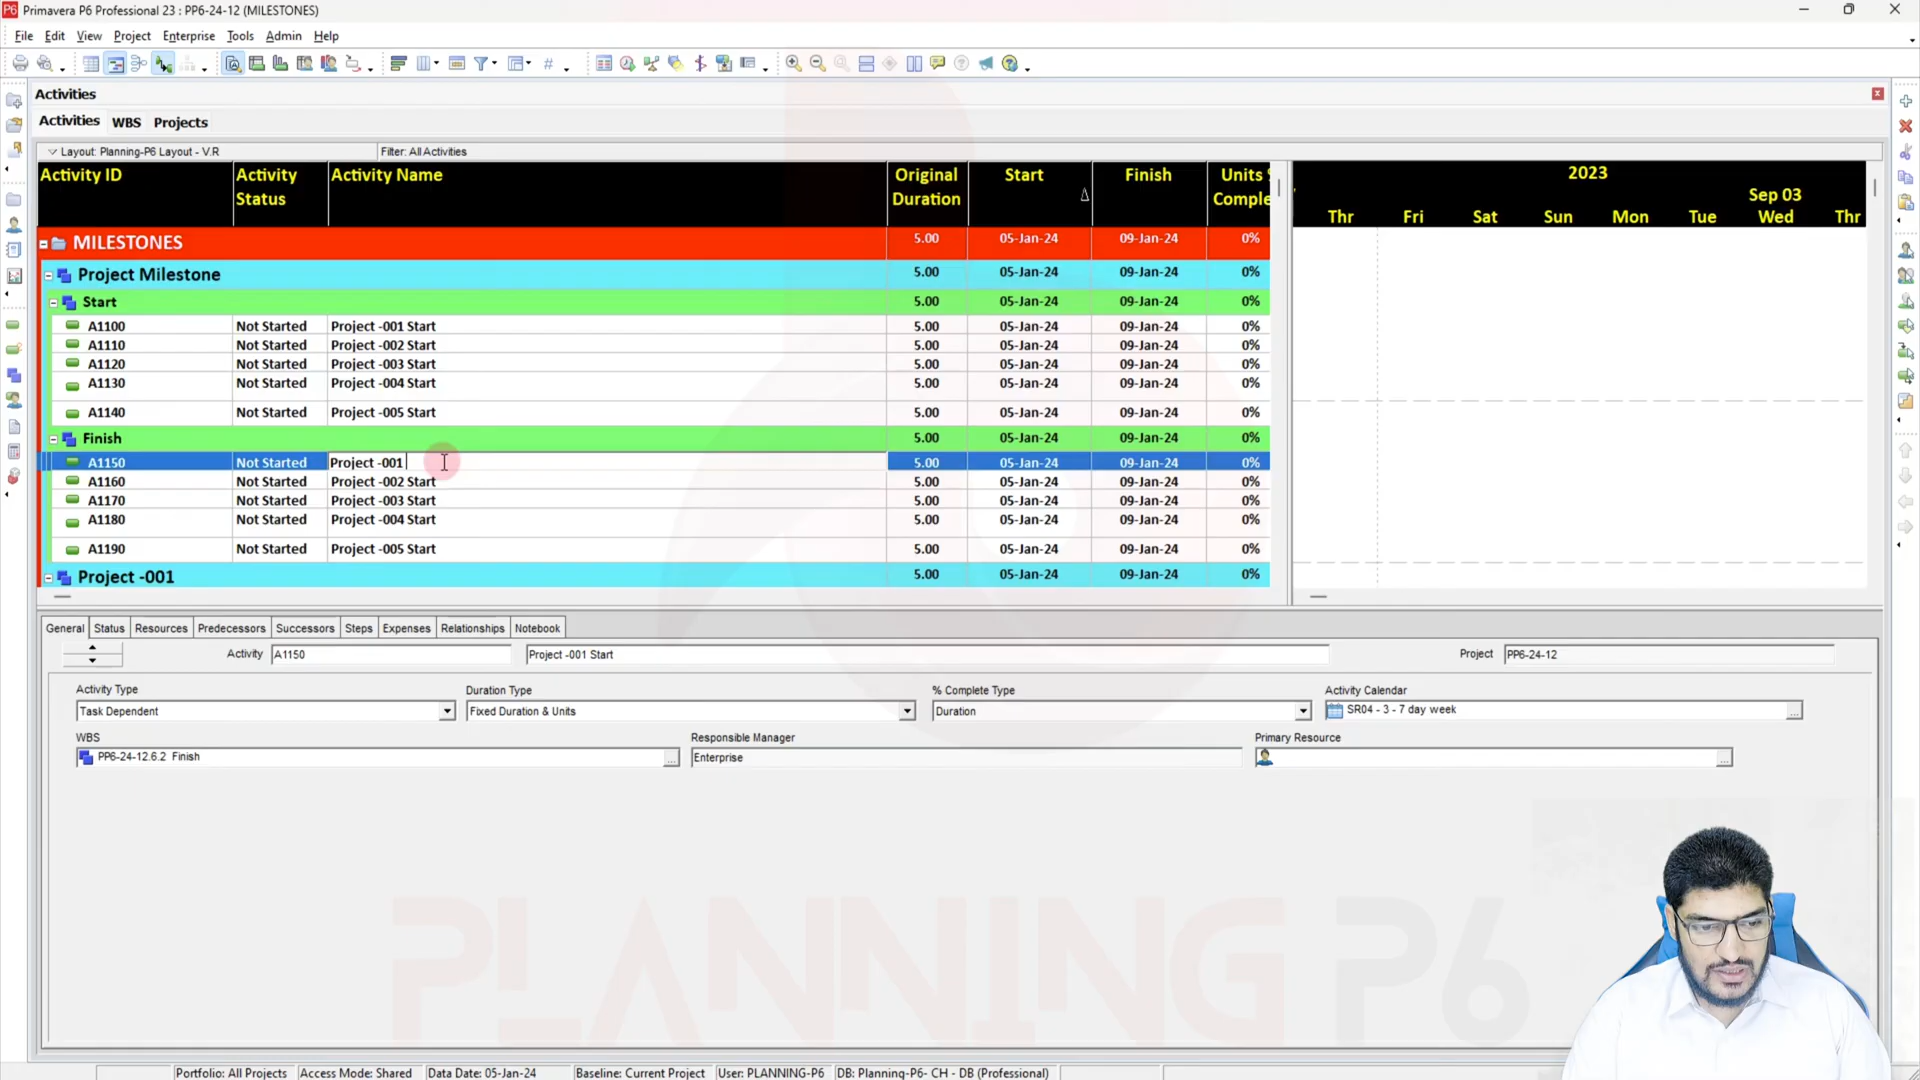 P6 Primavera P6 Professional 23 : PP6-24-12 (MILESTONES)
File Edit View Project Enterprise Tools Admin Help
Activities
Activities WBS Projects
Layout: Planning-P6 Layout - V.R Filter: All Activities
Activity ID Activity Status Activity Name Original Duration Start Finish Units % Comple
2023
Sep 03
Thr Fri Sat Sun Mon Tue Wed Thr
MILESTONES 5.00 05-Jan-24 09-Jan-24 0%
Project Milestone 5.00 05-Jan-24 09-Jan-24 0%
Start 5.00 05-Jan-24 09-Jan-24 0%
A1100 Not Started Project -001 Start 5.00 05-Jan-24 09-Jan-24 0%
A1110 Not Started Project -002 Start 5.00 05-Jan-24 09-Jan-24 0%
A1120 Not Started Project -003 Start 5.00 05-Jan-24 09-Jan-24 0%
A1130 Not Started Project -004 Start 5.00 05-Jan-24 09-Jan-24 0%
A1140 Not Started Project -005 Start 5.00 05-Jan-24 09-Jan-24 0%
Finish 5.00 05-Jan-24 09-Jan-24 0%
A1150 Not Started Project -001 5.00 05-Jan-24 09-Jan-24 0%
A1160 Not Started Project -002 Start 5.00 05-Jan-24 09-Jan-24 0%
A1170 Not Started Project -003 Start 5.00 05-Jan-24 09-Jan-24 0%
A1180 Not Started Project -004 Start 5.00 05-Jan-24 09-Jan-24 0%
A1190 Not Started Project -005 Start 5.00 05-Jan-24 09-Jan-24 0%
Project -001 5.00 05-Jan-24 09-Jan-24 0%
General Status Resources Predecessors Successors Steps Expenses Relationships Notebook
Activity A1150 Project -001 Start Project PP6-24-12
Activity Type Duration Type % Complete Type Activity Calendar
Task Dependent Fixed Duration & Units Duration SR04 - 3 - 7 day week
WBS Responsible Manager Primary Resource
PP6-24-12.6.2 Finish Enterprise
PLANNING P6
Portfolio: All Projects Access Mode: Shared Data Date: 05-Jan-24 Baseline: Current Project User: PLANNING-P6 DB: Planning-P6- CH - DB (Professional)